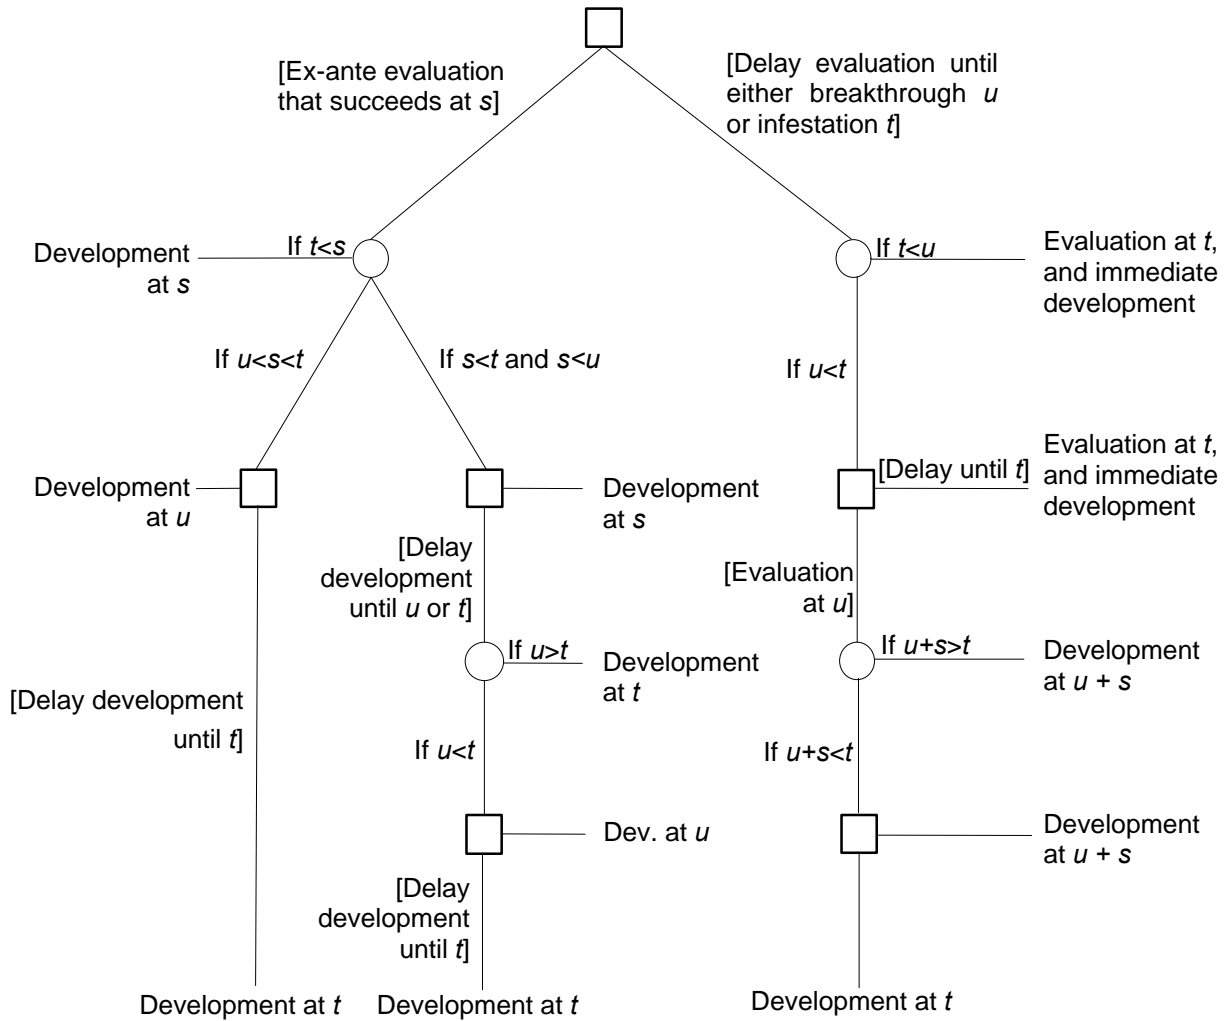 [Ex-ante evaluation
that succeeds at s]
[Delay evaluation until
either breakthrough u
or infestation t]
Development
at s
If t<s
If t<u
Evaluation at t,
and immediate
development
If u<s<t
If s<t and s<u
If u<t
Development
at u
Development
at s
[Delay until t]
Evaluation at t,
and immediate
development
[Delay
development
until u or t]
[Evaluation
at u]
If u>t
Development
at t
If u+s>t
Development
at u + s
[Delay development
until t]
If u<t
If u+s<t
Dev. at u
Development
at u + s
[Delay
development
until t]
Development at t
Development at t
Development at t